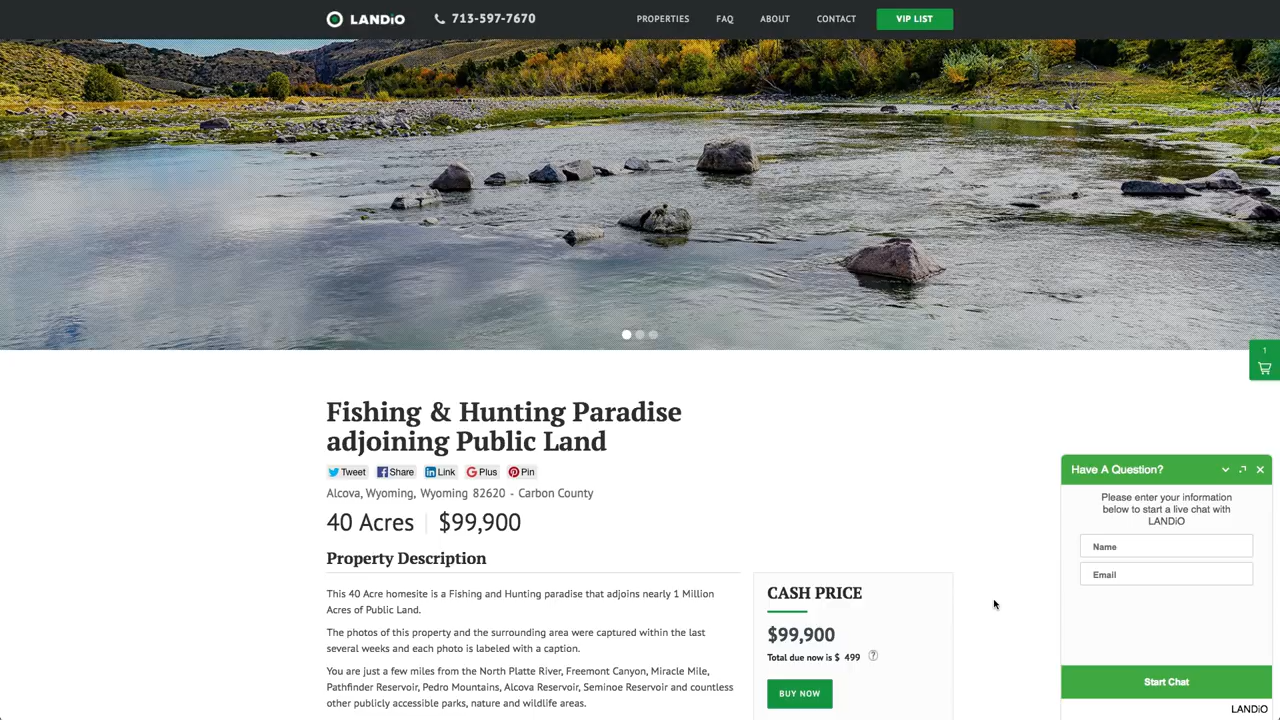 LANDiO
713-597-7670
PROPERTIES
FAQ
ABOUT
CONTACT
VIP LIST
1
Fishing & Hunting Paradise
adjoining Public Land
Tweet
Share
Link
Plus
Pin
Alcova, Wyoming, Wyoming 82620 - Carbon County
40 Acres | $99,900
Property Description
This 40 Acre homesite is a Fishing and Hunting paradise that adjoins nearly 1 Million
Acres of Public Land.
The photos of this property and the surrounding area were captured within the last
several weeks and each photo is labeled with a caption.
You are just a few miles from the North Platte River, Freemont Canyon, Miracle Mile,
Pathfinder Reservoir, Pedro Mountains, Alcova Reservoir, Seminoe Reservoir and countless
other publicly accessible parks, nature and wildlife areas.
CASH PRICE
$99,900
Total due now is $ 499 ?
BUY NOW
Have A Question?
Please enter your information
below to start a live chat with
LANDiO
Name
Email
Start Chat
LANDiO